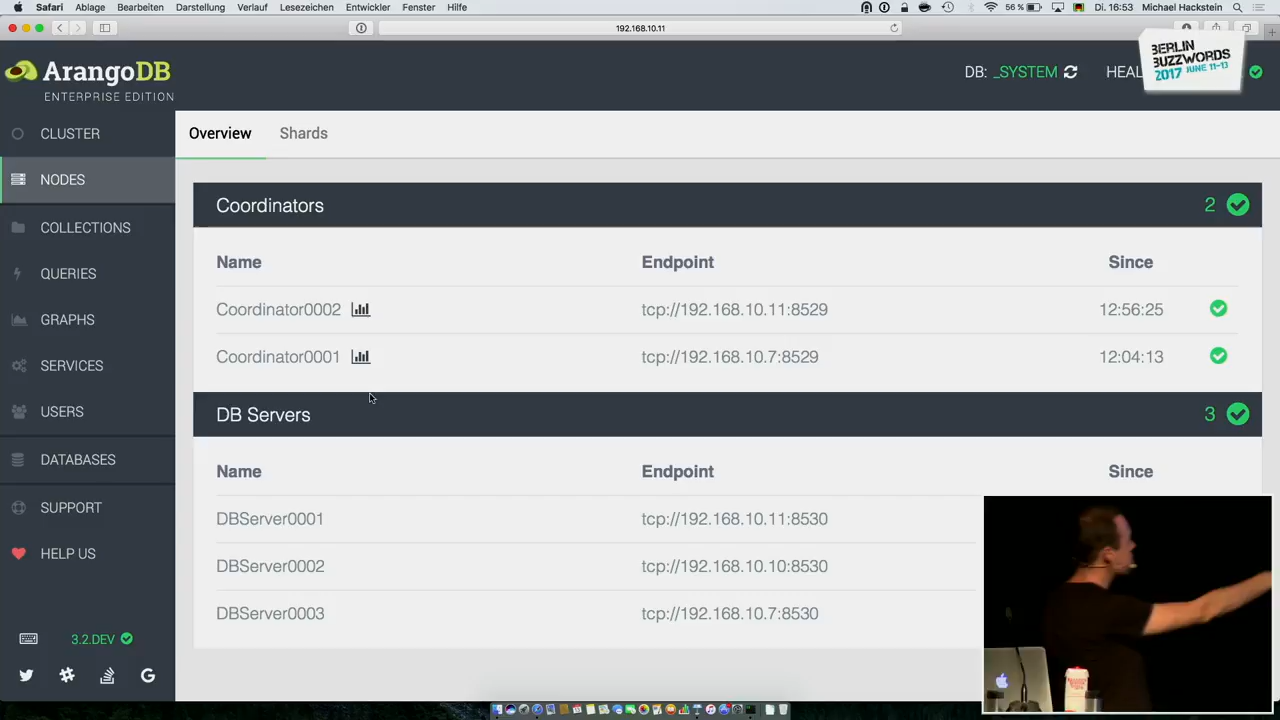 Safari Ablage Bearbeiten Darstellung Verlauf Lesezeichen Entwickler Fenster Hilfe 56 % Di. 16:53 Michael Hackstein
192.168.10.11
BERLIN
BUZZWORDS
2017 JUNE 11-13
ArangoDB
ENTERPRISE EDITION
DB: _SYSTEM
CLUSTER
NODES
COLLECTIONS
QUERIES
GRAPHS
SERVICES
USERS
DATABASES
SUPPORT
HELP US
3.2.DEV
Overview Shards
Coordinators 2
Name Endpoint Since
Coordinator0002 tcp://192.168.10.11:8529 12:56:25
Coordinator0001 tcp://192.168.10.7:8529 12:04:13
DB Servers 3
Name Endpoint Since
DBServer0001 tcp://192.168.10.11:8530
DBServer0002 tcp://192.168.10.10:8530
DBServer0003 tcp://192.168.10.7:8530